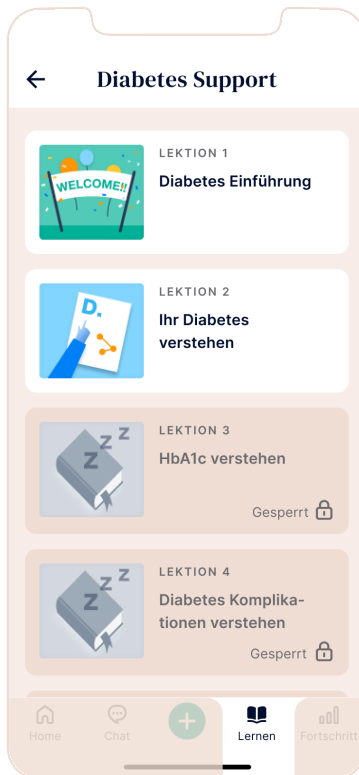 Diabetes Support
LEKTION 1
WELCOME!!
Diabetes Einführung
LEKTION 2
D.
Ihr Diabetes
verstehen
LEKTION 3
z z z
HbA1c verstehen
Gesperrt
LEKTION 4
z z z
Diabetes Komplika-
tionen verstehen
Gesperrt
Home
Chat
Lernen
Fortschritt